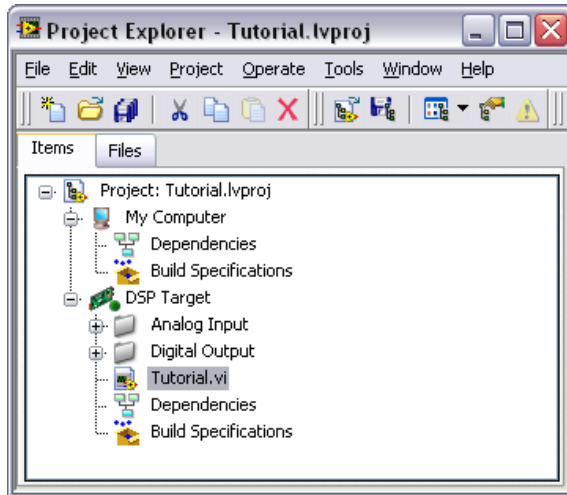 Project Explorer - Tutorial.lvproj
File Edit View Project Operate Tools Window Help
Items Files
Project: Tutorial.lvproj
My Computer
Dependencies
Build Specifications
DSP Target
Analog Input
Digital Output
Tutorial.vi
Dependencies
Build Specifications